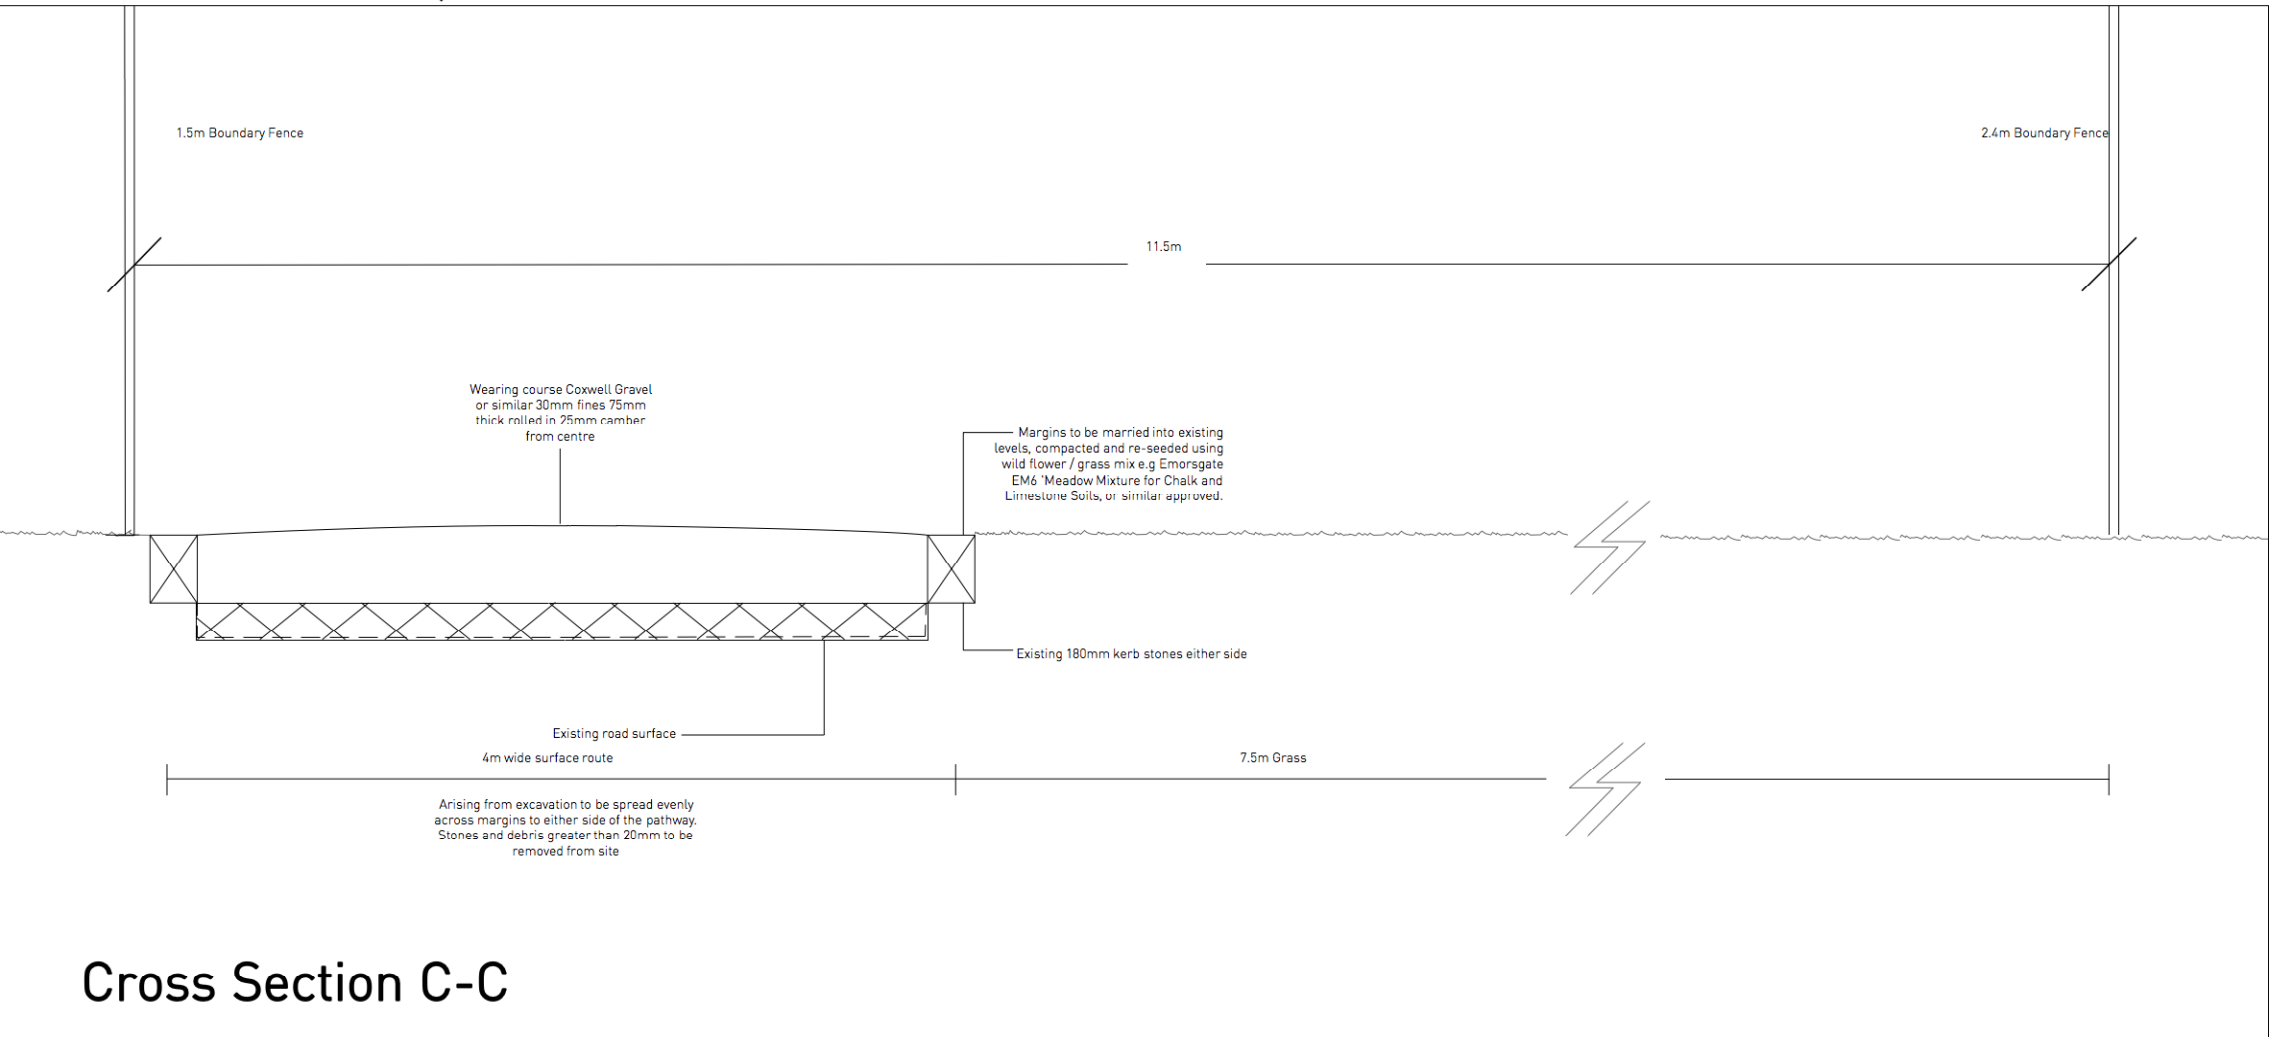 1.5m Boundary Fence
2.4m Boundary Fence
11.5m
Wearing course Coxwell Gravel
or similar 30mm fines 75mm
thick rolled in 25mm camber
from centre
Margins to be married into existing
levels, compacted and re-seeded using
wild flower / grass mix e.g Emorsgate
EM6 'Meadow Mixture for Chalk and
Limestone Soils, or similar approved.
Existing 180mm kerb stones either side
Existing road surface
4m wide surface route
7.5m Grass
Arising from excavation to be spread evenly
across margins to either side of the pathway.
Stones and debris greater than 20mm to be
removed from site
Cross Section C-C